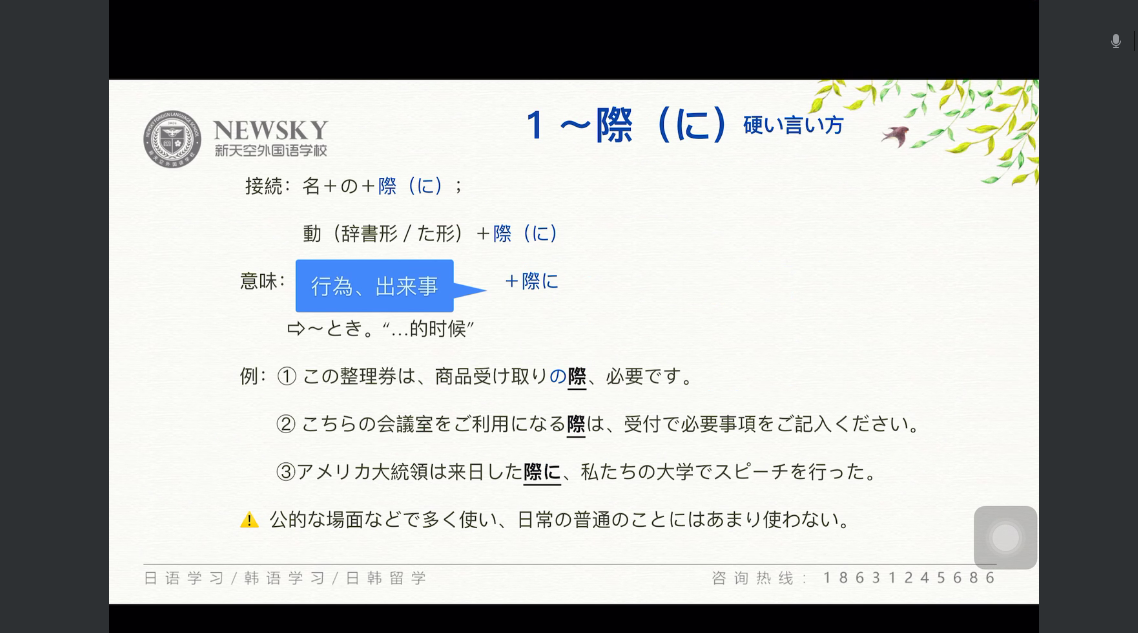 NEWSKY
新天空外国语学校
1 ～際（に）硬い言い方
接続：名＋の＋際（に）；
動（辞書形 / た形）＋際（に）
意味： 行為、出来事 ＋際に
⇨～とき。“…的时候”
例：① この整理券は、商品受け取りの際、必要です。
② こちらの会議室をご利用になる際は、受付で必要事項をご記入ください。
③アメリカ大統領は来日した際に、私たちの大学でスピーチを行った。
⚠ 公的な場面などで多く使い、日常の普通のことにはあまり使わない。
日语学习/韩语学习/日韩留学
咨询热线：18631245686